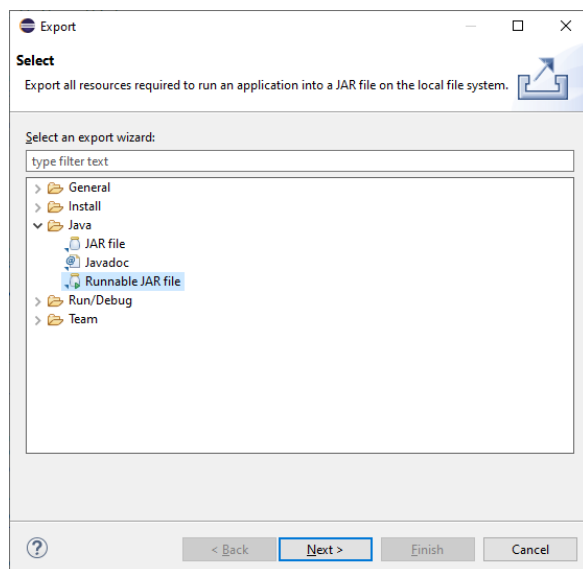 Export
Select
Export all resources required to run an application into a JAR file on the local file system.
Select an export wizard:
type filter text
General
Install
Java
JAR file
Javadoc
Runnable JAR file
Run/Debug
Team
< Back
Next >
Finish
Cancel